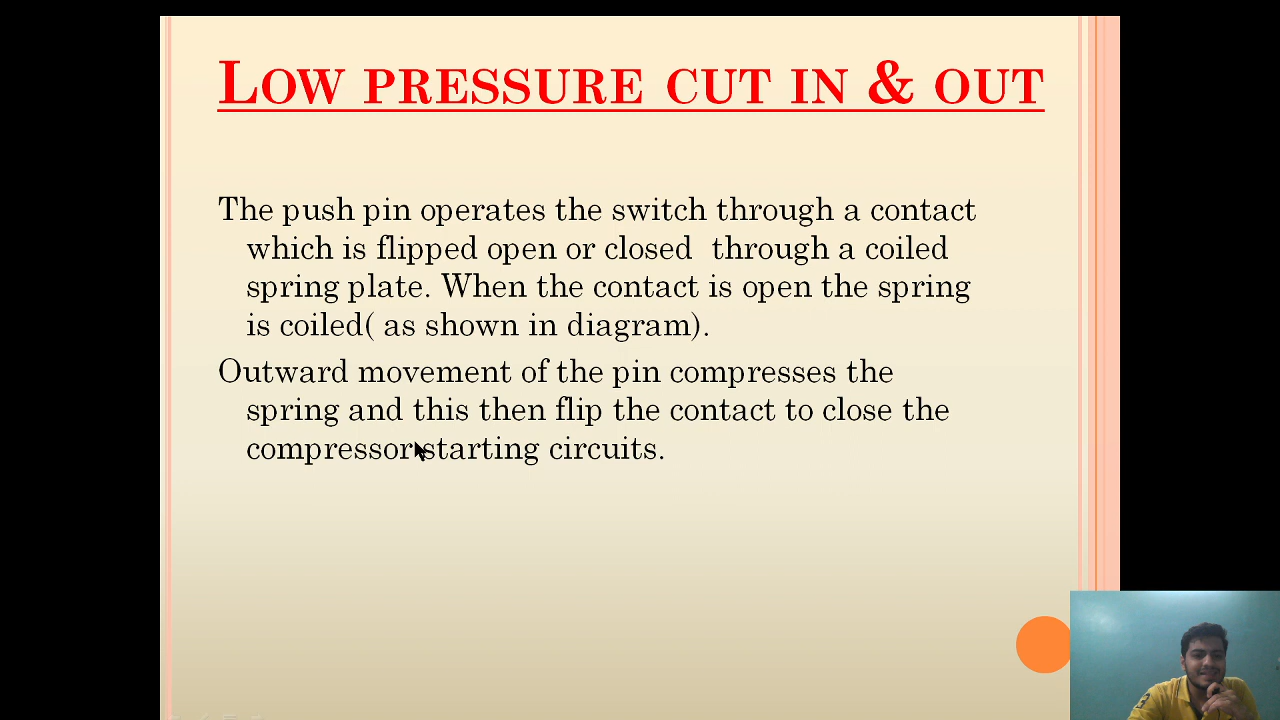 LOW PRESSURE CUT IN & OUT
The push pin operates the switch through a contact
which is flipped open or closed through a coiled
spring plate. When the contact is open the spring
is coiled( as shown in diagram).
Outward movement of the pin compresses the
spring and this then flip the contact to close the
compressor starting circuits.